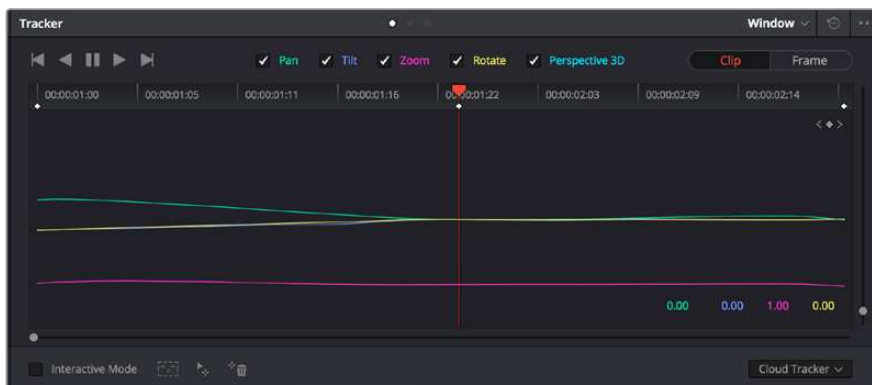 Tracker
Window
Pan
Tilt
Zoom
Rotate
Perspective 3D
Clip
Frame
00:00:01:00
00:00:01:05
00:00:01:11
00:00:01:16
00:00:01:22
00:00:02:03
00:00:02:09
00:00:02:14
0.00
0.00
1.00
0.00
Interactive Mode
Cloud Tracker